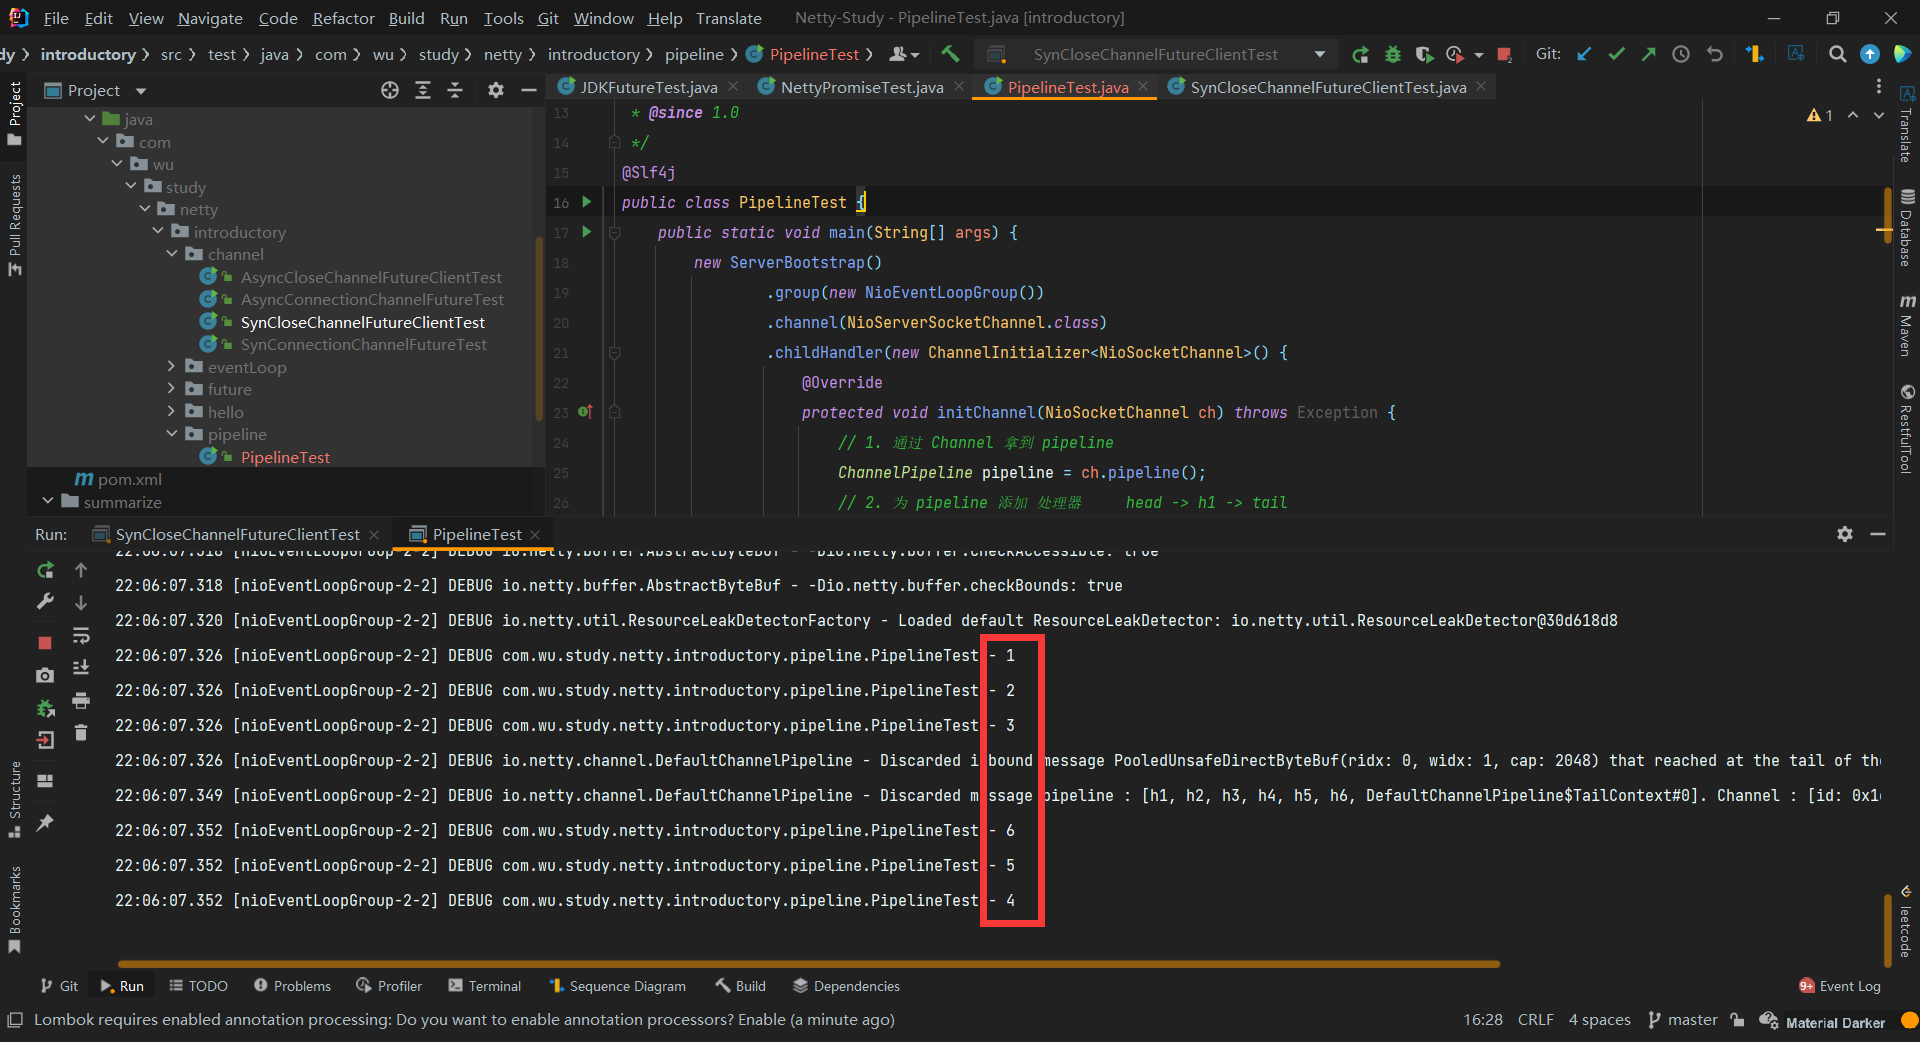 File Edit View Navigate Code Refactor Build Run Tools Git Window Help Translate Netty-Study - PipelineTest.java [introductory]
dy introductory src test java com wu study netty introductory pipeline PipelineTest SynCloseChannelFutureClientTest Git:
Project
JDKFutureTest.java NettyPromiseTest.java PipelineTest.java SynCloseChannelFutureClientTest.java
java
com
wu
study
netty
introductory
channel
AsyncCloseChannelFutureClientTest
AsyncConnectionChannelFutureTest
SynCloseChannelFutureClientTest
SynConnectionChannelFutureTest
eventLoop
future
hello
pipeline
PipelineTest
pom.xml
summarize
1
13 * @since 1.0
14 */
15 @Slf4j
16 public class PipelineTest {
17 public static void main(String[] args) {
18 new ServerBootstrap()
19 .group(new NioEventLoopGroup())
20 .channel(NioServerSocketChannel.class)
21 .childHandler(new ChannelInitializer<NioSocketChannel>() {
22 @Override
23 protected void initChannel(NioSocketChannel ch) throws Exception {
24 // 1. 通过 Channel 拿到 pipeline
25 ChannelPipeline pipeline = ch.pipeline();
26 // 2. 为 pipeline 添加 处理器 head -> h1 -> tail
Project
Pull Requests
Structure
Bookmarks
Translate
Database
Maven
RestfulTool
leetcode
Run: SynCloseChannelFutureClientTest PipelineTest
22:06:07.318 [nioEventLoopGroup-2-2] DEBUG io.netty.buffer.AbstractByteBuf - -Dio.netty.buffer.checkAccessible: true
22:06:07.318 [nioEventLoopGroup-2-2] DEBUG io.netty.buffer.AbstractByteBuf - -Dio.netty.buffer.checkBounds: true
22:06:07.320 [nioEventLoopGroup-2-2] DEBUG io.netty.util.ResourceLeakDetectorFactory - Loaded default ResourceLeakDetector: io.netty.util.ResourceLeakDetector@30d618d8
22:06:07.326 [nioEventLoopGroup-2-2] DEBUG com.wu.study.netty.introductory.pipeline.PipelineTest - 1
22:06:07.326 [nioEventLoopGroup-2-2] DEBUG com.wu.study.netty.introductory.pipeline.PipelineTest - 2
22:06:07.326 [nioEventLoopGroup-2-2] DEBUG com.wu.study.netty.introductory.pipeline.PipelineTest - 3
22:06:07.326 [nioEventLoopGroup-2-2] DEBUG io.netty.channel.DefaultChannelPipeline - Discarded inbound message PooledUnsafeDirectByteBuf(ridx: 0, widx: 1, cap: 2048) that reached at the tail of the
22:06:07.349 [nioEventLoopGroup-2-2] DEBUG io.netty.channel.DefaultChannelPipeline - Discarded message pipeline : [h1, h2, h3, h4, h5, h6, DefaultChannelPipeline$TailContext#0]. Channel : [id: 0x1
22:06:07.352 [nioEventLoopGroup-2-2] DEBUG com.wu.study.netty.introductory.pipeline.PipelineTest - 6
22:06:07.352 [nioEventLoopGroup-2-2] DEBUG com.wu.study.netty.introductory.pipeline.PipelineTest - 5
22:06:07.352 [nioEventLoopGroup-2-2] DEBUG com.wu.study.netty.introductory.pipeline.PipelineTest - 4
Git Run TODO Problems Profiler Terminal Sequence Diagram Build Dependencies 9+ Event Log
Lombok requires enabled annotation processing: Do you want to enable annotation processors? Enable (a minute ago) 16:28 CRLF 4 spaces master Material Darker